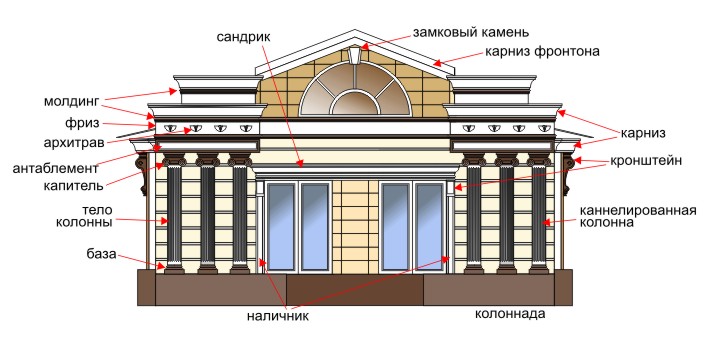 замковый камень
сандрик
карниз фронтона
молдинг
фриз
архитрав
антаблемент
капитель
тело
колонны
база
наличник
карниз
кронштейн
каннелированная
колонна
колоннада